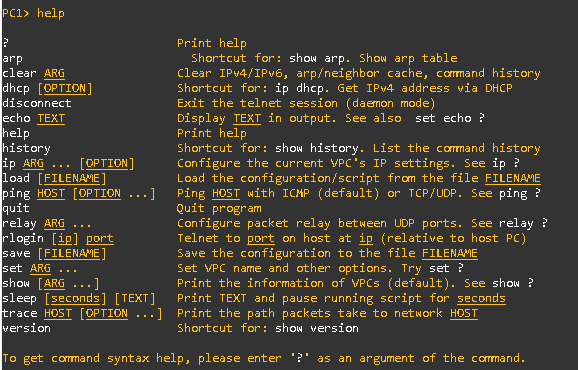 PC1> help
?                        Print help
arp                        Shortcut for: show arp. Show arp table
clear ARG                Clear IPv4/IPv6, arp/neighbor cache, command history
dhcp [OPTION]            Shortcut for: ip dhcp. Get IPv4 address via DHCP
disconnect               Exit the telnet session (daemon mode)
echo TEXT                Display TEXT in output. See also  set echo ?
help                     Print help
history                  Shortcut for: show history. List the command history
ip ARG ... [OPTION]      Configure the current VPC's IP settings. See ip ?
load [FILENAME]          Load the configuration/script from the file FILENAME
ping HOST [OPTION ...]   Ping HOST with ICMP (default) or TCP/UDP. See ping ?
quit                     Quit program
relay ARG ...            Configure packet relay between UDP ports. See relay ?
rlogin [ip] port         Telnet to port on host at ip (relative to host PC)
save [FILENAME]          Save the configuration to the file FILENAME
set ARG ...              Set VPC name and other options. Try set ?
show [ARG ...]           Print the information of VPCs (default). See show ?
sleep [seconds] [TEXT]   Print TEXT and pause running script for seconds
trace HOST [OPTION ...]  Print the path packets take to network HOST
version                  Shortcut for: show version
To get command syntax help, please enter '?' as an argument of the command.